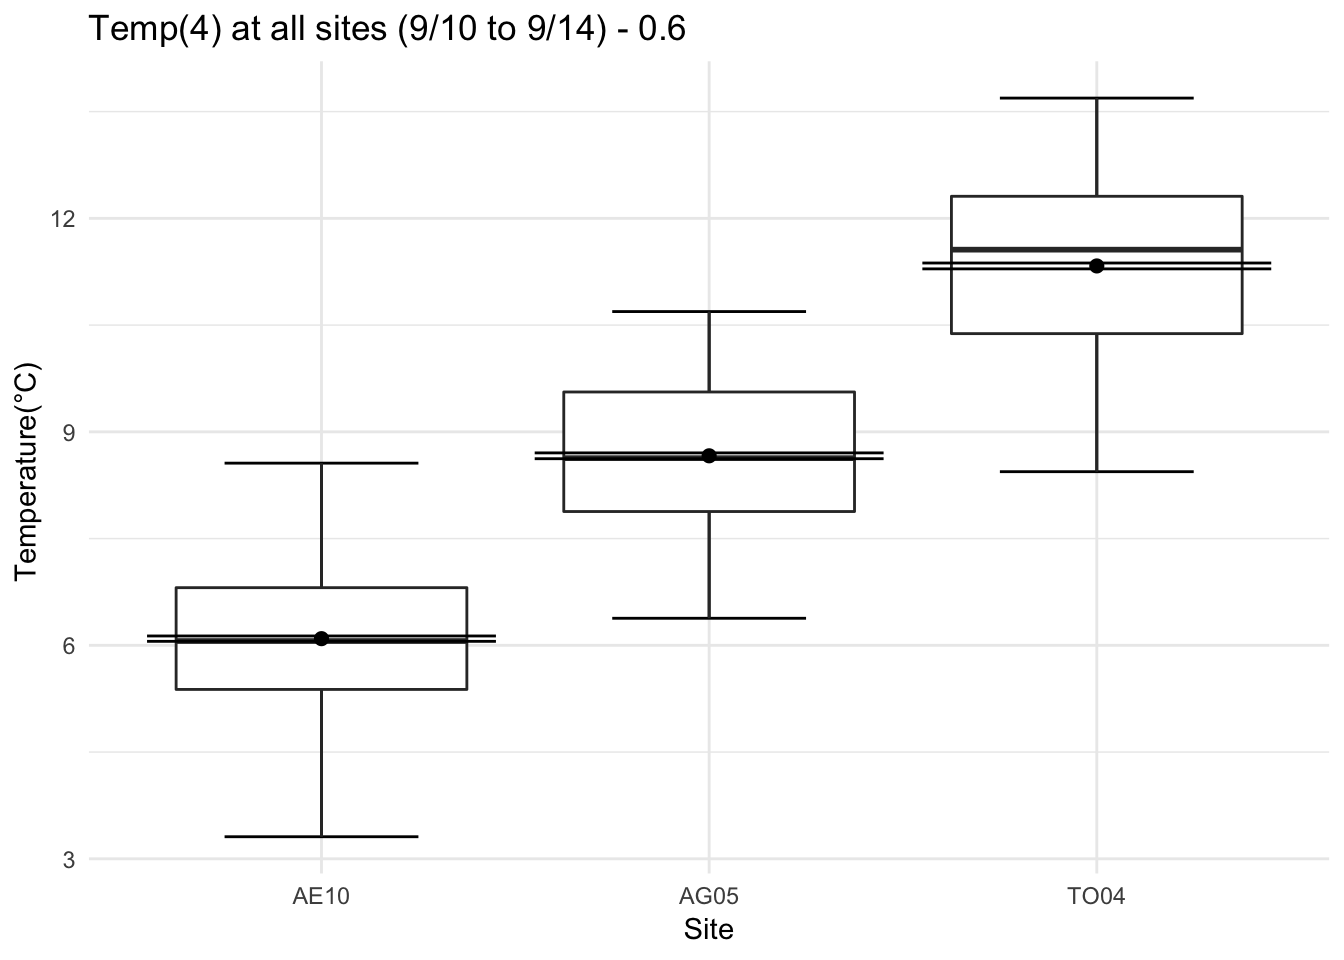 Temp(4) at all sites (9/10 to 9/14) - 0.6
Temperature(°C)
12
9
6
3
AE10 AG05 TO04
Site